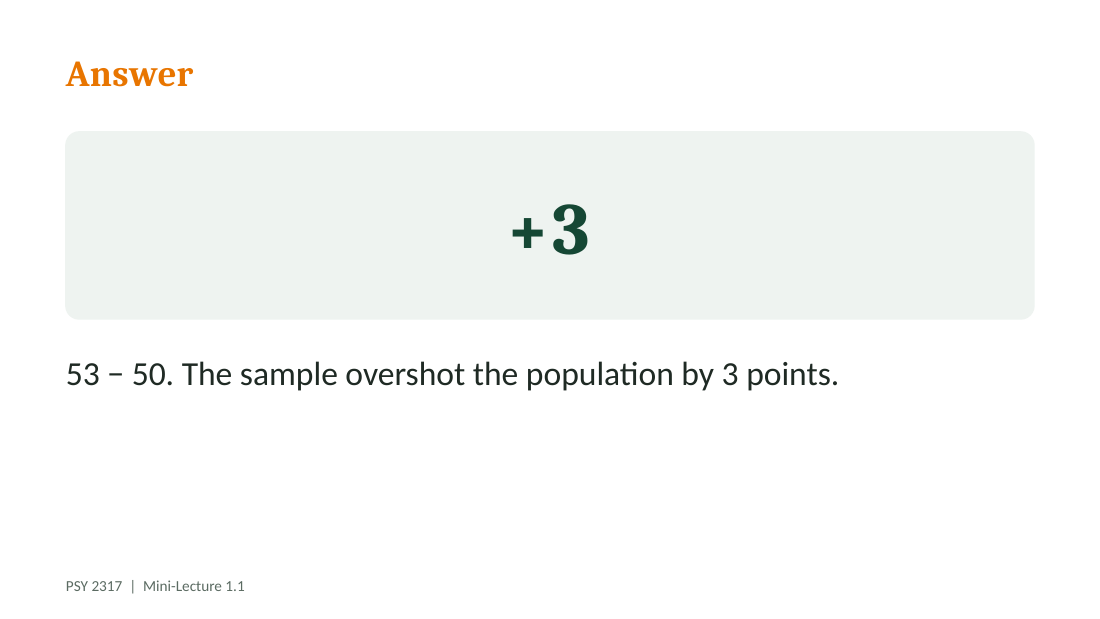 Answer
+3
53 − 50. The sample overshot the population by 3 points.
PSY 2317 | Mini-Lecture 1.1